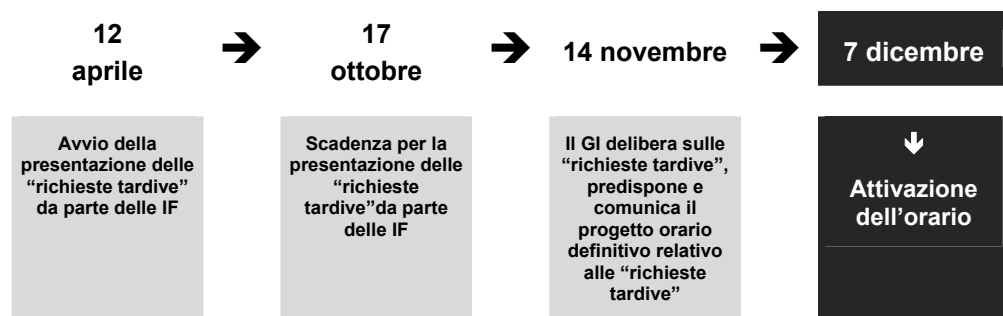 12
aprile
➔
17
ottobre
➔
14 novembre
➔
7 dicembre
Avvio della
presentazione delle
“richieste tardive”
da parte delle IF
Scadenza per la
presentazione delle
“richieste
tardive”da parte
delle IF
Il GI delibera sulle
“richieste tardive”,
predispone e
comunica il
progetto orario
definitivo relativo
alle “richieste
tardive”
Attivazione
dell’orario